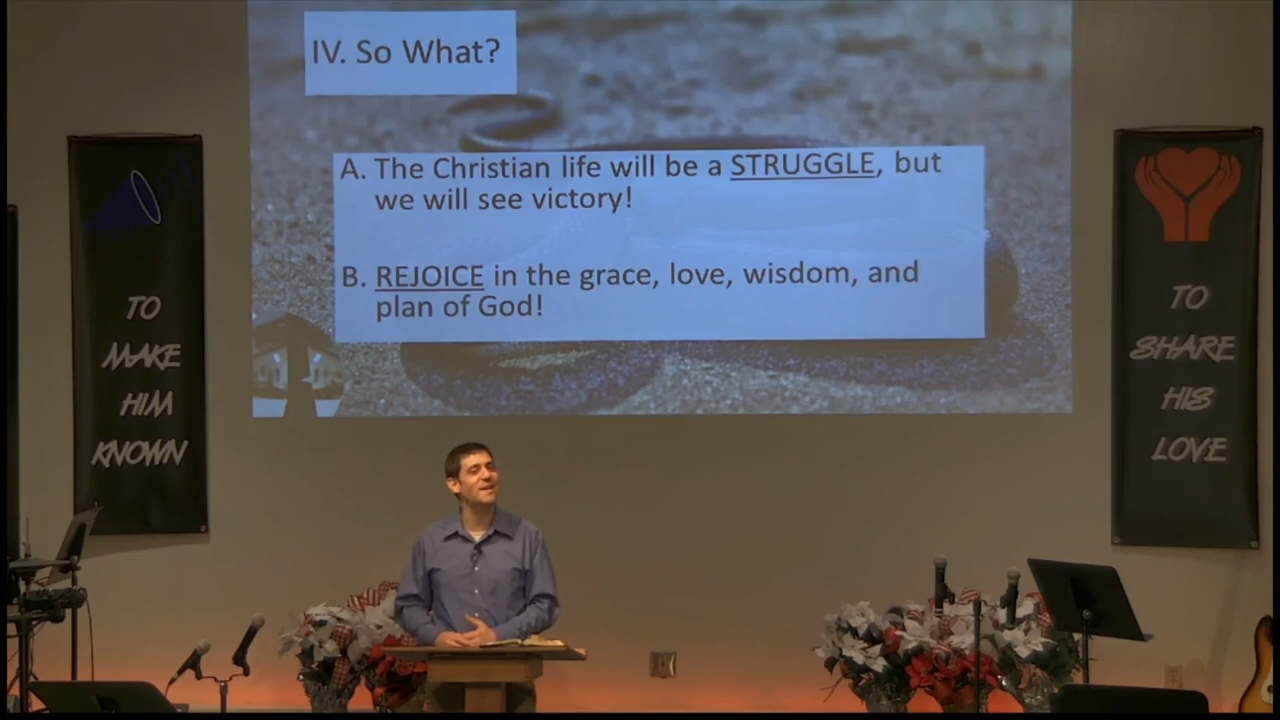 IV. So What?
A. The Christian life will be a STRUGGLE, but
we will see victory!
B. REJOICE in the grace, love, wisdom, and
plan of God!
TO
MAKE
HIM
KNOWN
TO
SHARE
HIS
LOVE